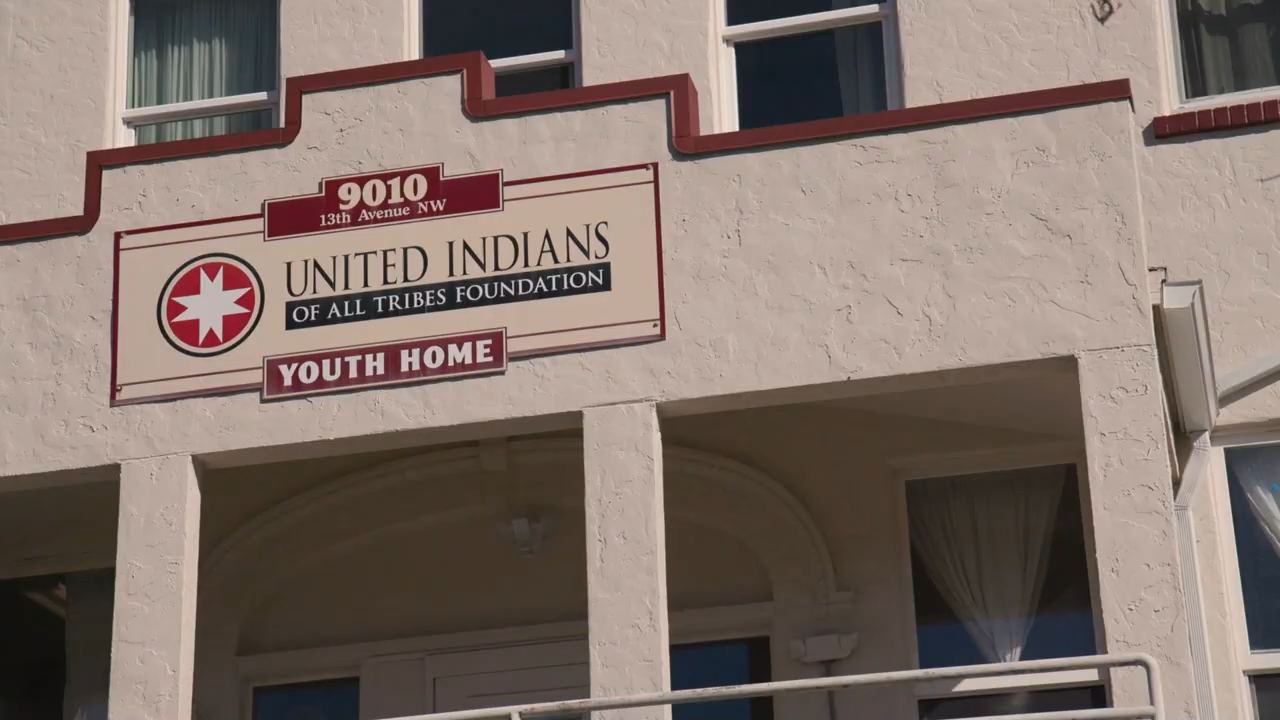 9010
13th Avenue NW
UNITED INDIANS
OF ALL TRIBES FOUNDATION
YOUTH HOME